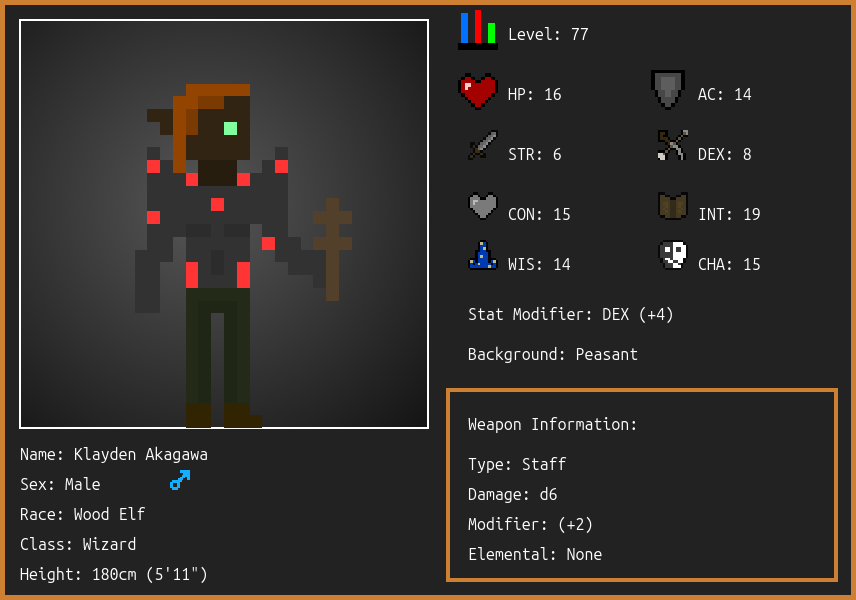 Level: 77
HP: 16
AC: 14
STR: 6
DEX: 8
CON: 15
INT: 19
WIS: 14
CHA: 15
Stat Modifier: DEX (+4)
Background: Peasant
Weapon Information:
Type: Staff
Damage: d6
Modifier: (+2)
Elemental: None
Name: Klayden Akagawa
Sex: Male
Race: Wood Elf
Class: Wizard
Height: 180cm (5'11")